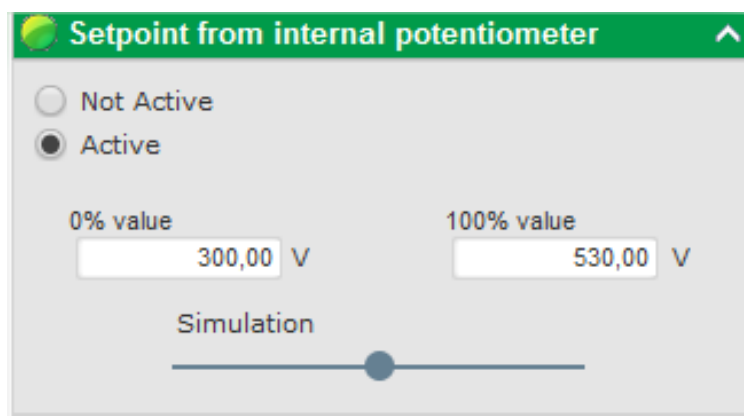 Setpoint from internal potentiometer
Not Active
Active
0% value 100% value
300,00 V 530,00 V
Simulation